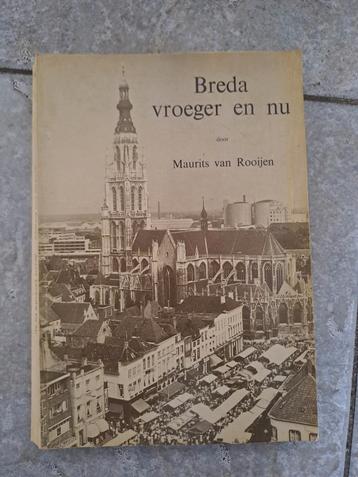 Breda
vroeger en nu
door
Maurits van Rooijen